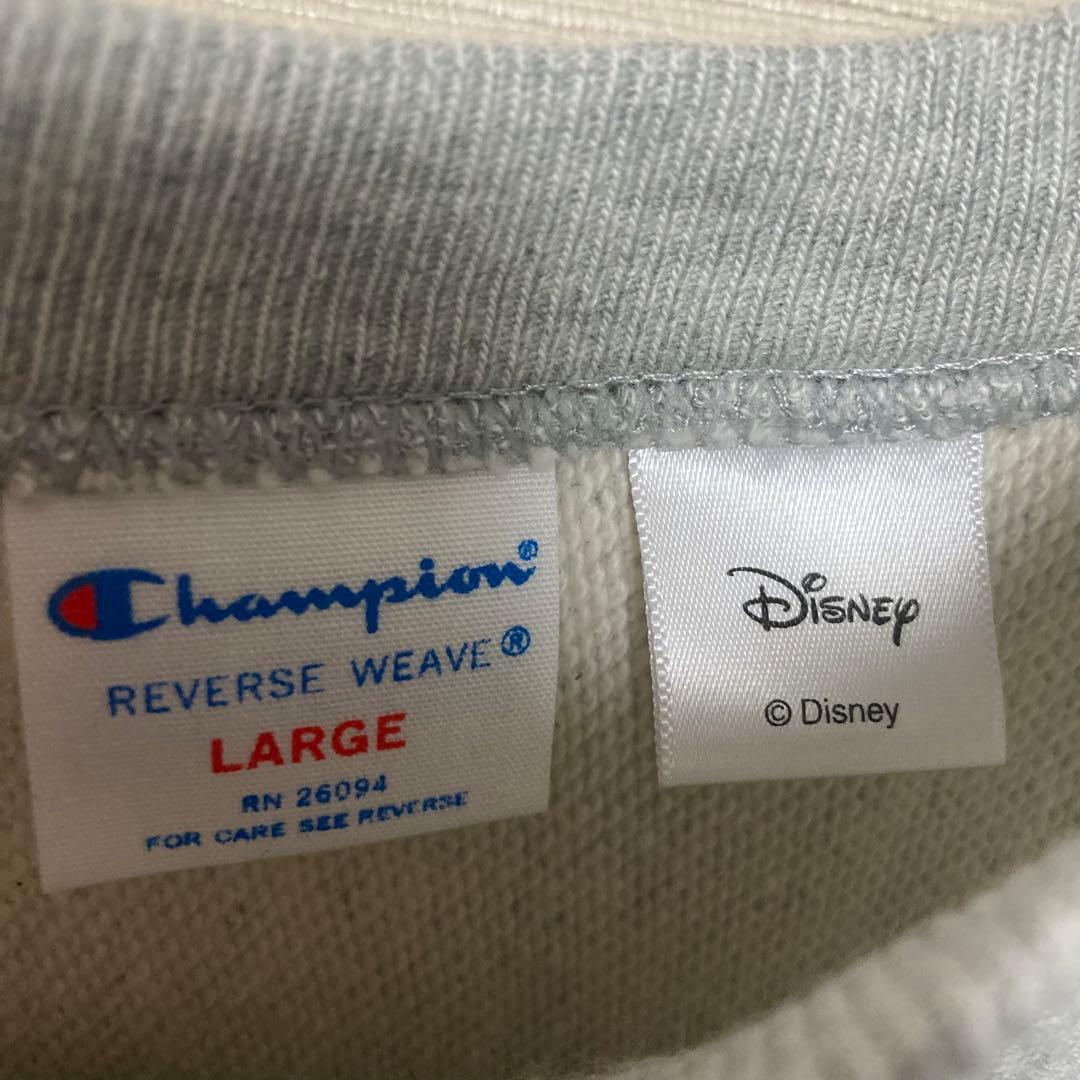 Champion®
REVERSE WEAVE®
LARGE
RN 26094
FOR CARE SEE REVERSE
Disney
© Disney